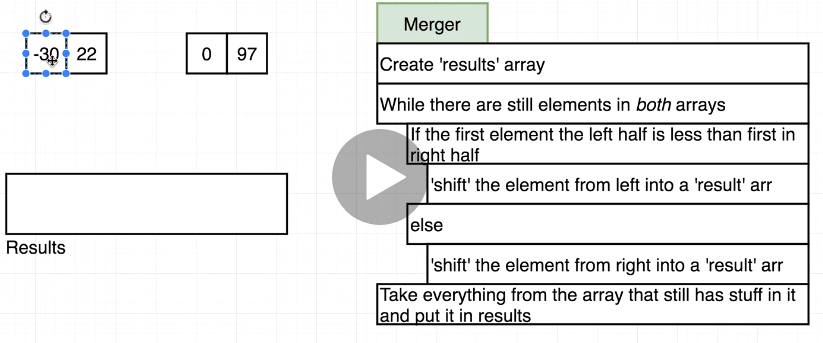 -30 22 0 97
Results
Merger
Create 'results' array
While there are still elements in both arrays
If the first element the left half is less than first in
right half
'shift' the element from left into a 'result' arr
else
'shift' the element from right into a 'result' arr
Take everything from the array that still has stuff in it
and put it in results